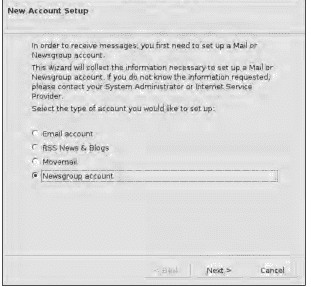 New Account Setup
In order to receive messages, you first need to set up a Mail or
Newsgroup account.
This Wizard will collect the information necessary to set up a Mail or
Newsgroup account. If you do not know the information requested,
please contact your System Administrator or Internet Service
Provider.
Select the type of account you would like to set up:
Email account
RSS News & Blogs
Movemail
Newsgroup account
< Back Next > Cancel